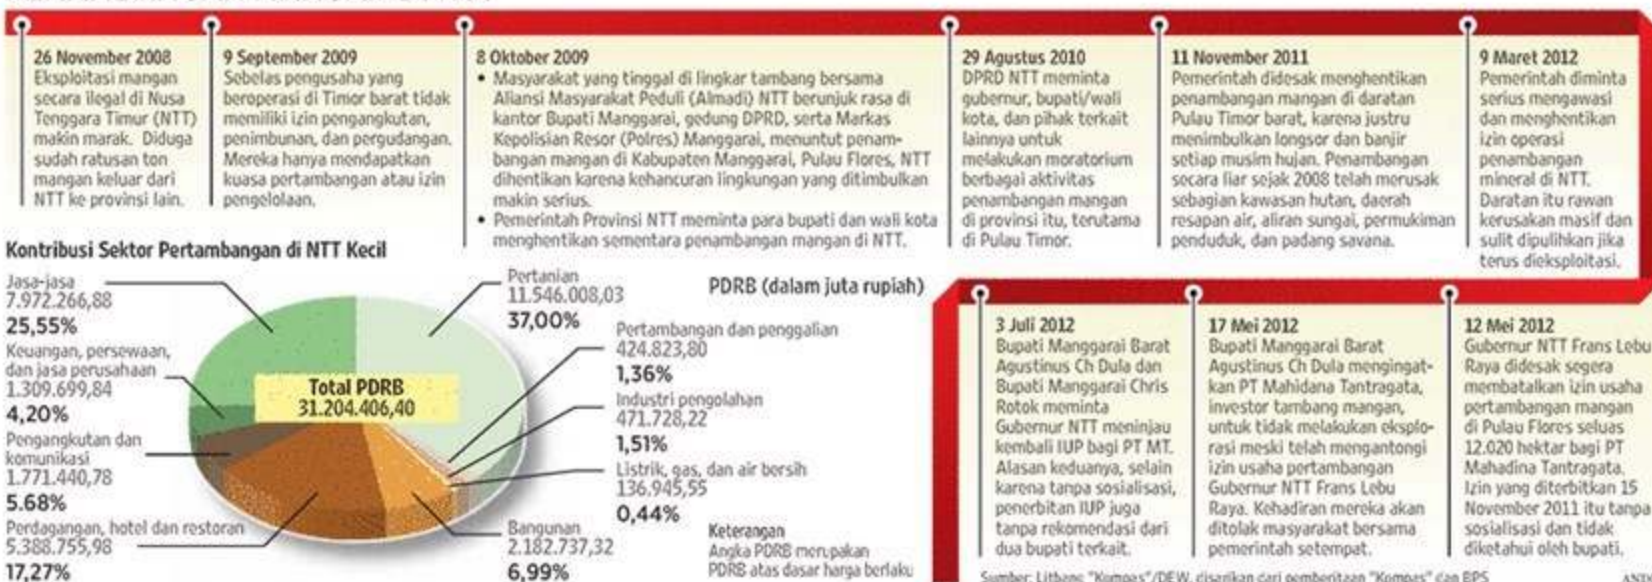 26 November 2008
Eksploitasi mangan
secara ilegal di Nusa
Tenggara Timur (NTT)
makin marak. Diduga
sudah ratusan ton
mangan keluar dari
NTT ke provinsi lain.
9 September 2009
Sebelas pengusaha yang
beroperasi di Timor barat tidak
memiliki izin pengangkutan,
penimbunan, dan pergudangan.
Mereka hanya mendapatkan
kuasa pertambangan atau izin
pengelolaan.
8 Oktober 2009
• Masyarakat yang tinggal di lingkar tambang bersama
Aliansi Masyarakat Peduli (Almadi) NTT berunjuk rasa di
kantor Bupati Manggarai, gedung DPRD, serta Markas
Kepolisian Resor (Polres) Manggarai, menuntut penam-
bangan mangan di Kabupaten Manggarai, Pulau Flores, NTT
dihentikan karena kehancuran lingkungan yang ditimbulkan
makin serius.
• Pemerintah Provinsi NTT meminta para bupati dan wali kota
menghentikan sementara penambangan mangan di NTT.
29 Agustus 2010
DPRD NTT meminta
gubernur, bupati/wali
kota, dan pihak terkait
lainnya untuk
melakukan moratorium
berbagai aktivitas
penambangan mangan
di provinsi itu, terutama
di Pulau Timor.
11 November 2011
Pemerintah didesak menghentikan
penambangan mangan di daratan
Pulau Timor barat, karena justru
menimbulkan longsor dan banjir
setiap musim hujan. Penambangan
secara liar sejak 2008 telah merusak
sebagian kawasan hutan, daerah
resapan air, aliran sungai, permukiman
penduduk, dan padang savana.
9 Maret 2012
Pemerintah diminta
serius mengawasi
dan menghentikan
izin operasi
penambangan
mineral di NTT.
Daratan itu rawan
kerusakan masif dan
sulit dipulihkan jika
terus dieksploitasi.
12 Mei 2012
Gubernur NTT Frans Lebu
Raya didesak segera
membatalkan izin usaha
pertambangan mangan
di Pulau Flores seluas
12.020 hektar bagi PT
Mahadina Tantragata.
Izin yang diterbitkan 15
November 2011 itu tanpa
sosialisasi dan tidak
diketahui oleh bupati.
17 Mei 2012
Bupati Manggarai Barat
Agustinus Ch Dula mengingat-
kan PT Mahidana Tantragata,
investor tambang mangan,
untuk tidak melakukan eksplo-
rasi meski telah mengantongi
izin usaha pertambangan
Gubernur NTT Frans Lebu
Raya. Kehadiran mereka akan
ditolak masyarakat bersama
pemerintah setempat.
3 Juli 2012
Bupati Manggarai Barat
Agustinus Ch Dula dan
Bupati Manggarai Chris
Rotok meminta
Gubernur NTT meninjau
kembali IUP bagi PT MT.
Alasan keduanya, selain
karena tanpa sosialisasi,
penerbitan IUP juga
tanpa rekomendasi dari
dua bupati terkait.
Kontribusi Sektor Pertambangan di NTT Kecil
PDRB (dalam juta rupiah)
Jasa-jasa
7.972.266,88
25,55%
Keuangan, persewaan,
dan jasa perusahaan
1.309.699,84
4,20%
Pengangkutan dan
komunikasi
1.771.440,78
5.68%
Perdagangan, hotel dan restoran
5.388.755,98
17,27%
Total PDRB
31.204.406,40
Pertanian
11.546.008,03
37,00%
Pertambangan dan penggalian
424.823,80
1,36%
Industri pengolahan
471.728,22
1,51%
Listrik, gas, dan air bersih
136.945,55
0,44%
Bangunan
2.182.737,32
6,99%
Keterangan
Angka PDRB merupakan
PDRB atas dasar harga berlaku
Sumber: Litbang "Kompas"/DEW, disarikan dari pemberitaan "Kompas" dan BPS